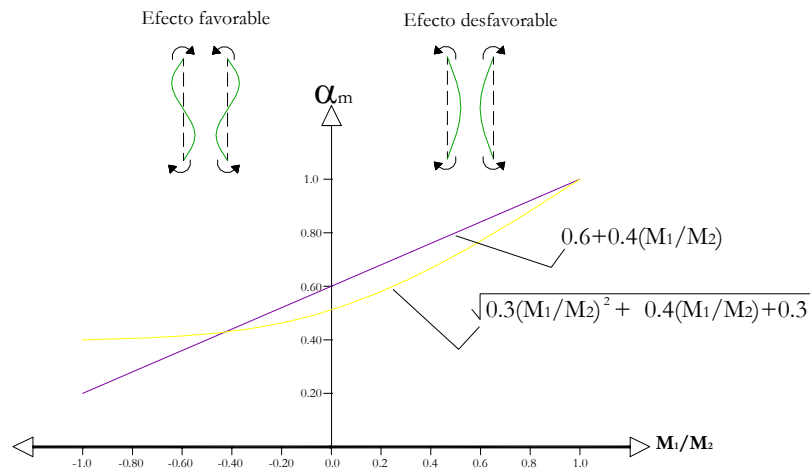 Efecto favorable
Efecto desfavorable
αm
1.0
0.80
0.60
0.40
0.20
0.6+0.4(M1/M2)
√0.3(M1/M2)² + 0.4(M1/M2)+0.3
-1.0 -0.80 -0.60 -0.40 -0.20 0.0 0.2 0.4 0.6 0.8 1.0
M1/M2